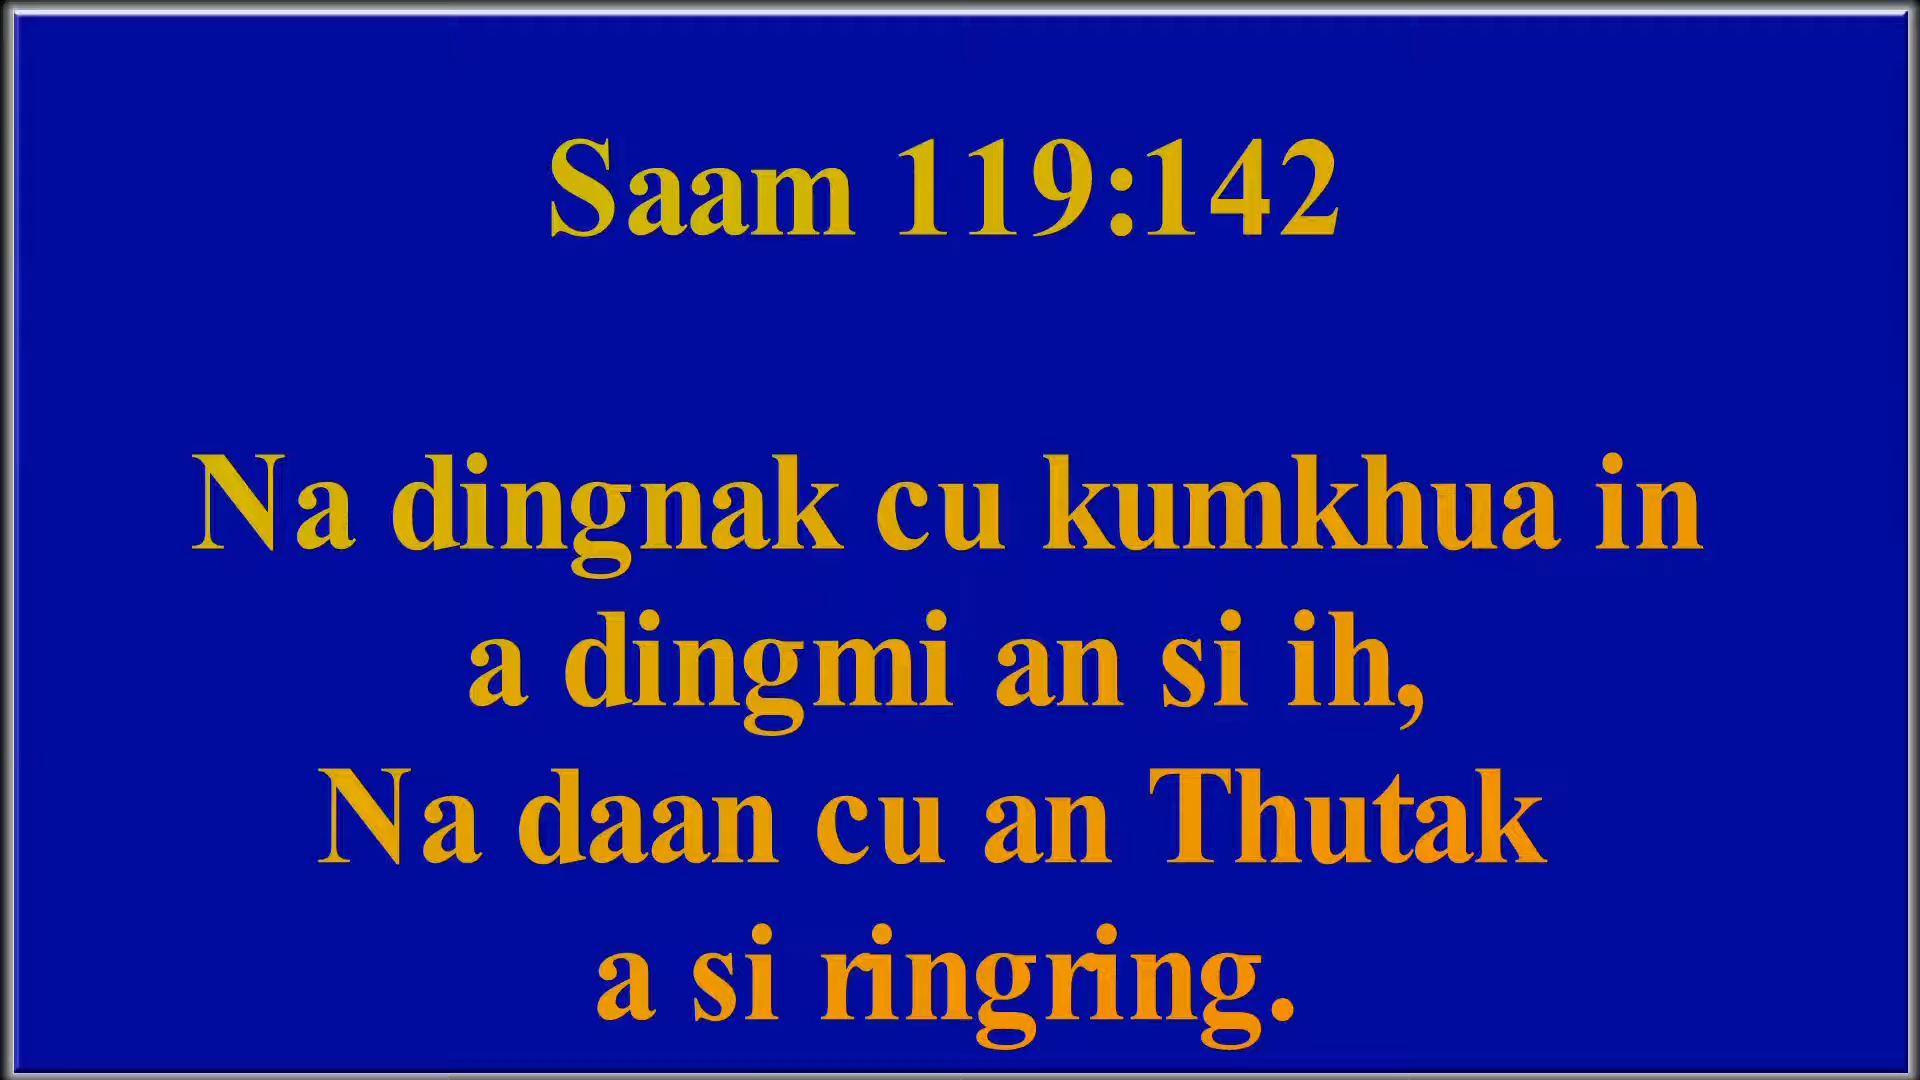 Saam 119:142
Na dingnak cu kumkhua in
a dingmi an si ih,
Na daan cu an Thutak
a si ringring.